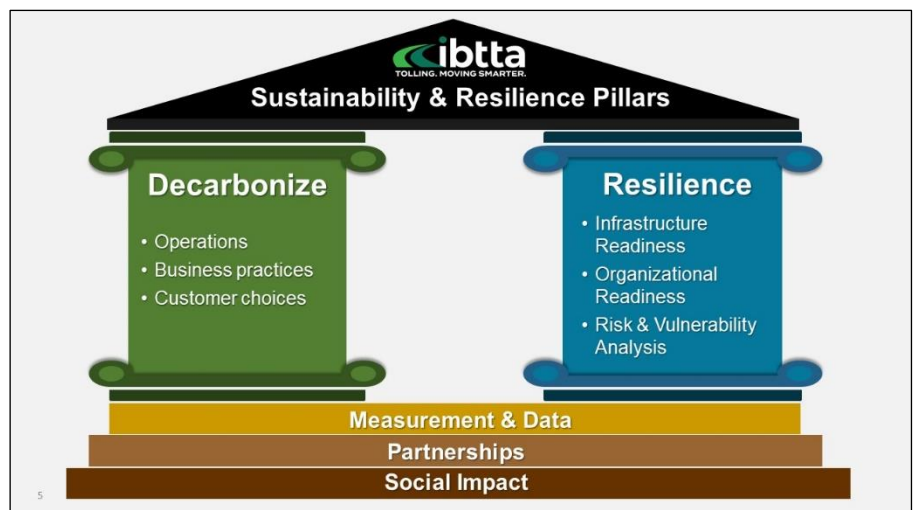 ibtta
TOLLING. MOVING SMARTER.
Sustainability & Resilience Pillars
Decarbonize
• Operations
• Business practices
• Customer choices
Resilience
• Infrastructure
Readiness
• Organizational
Readiness
• Risk & Vulnerability
Analysis
Measurement & Data
Partnerships
Social Impact
5